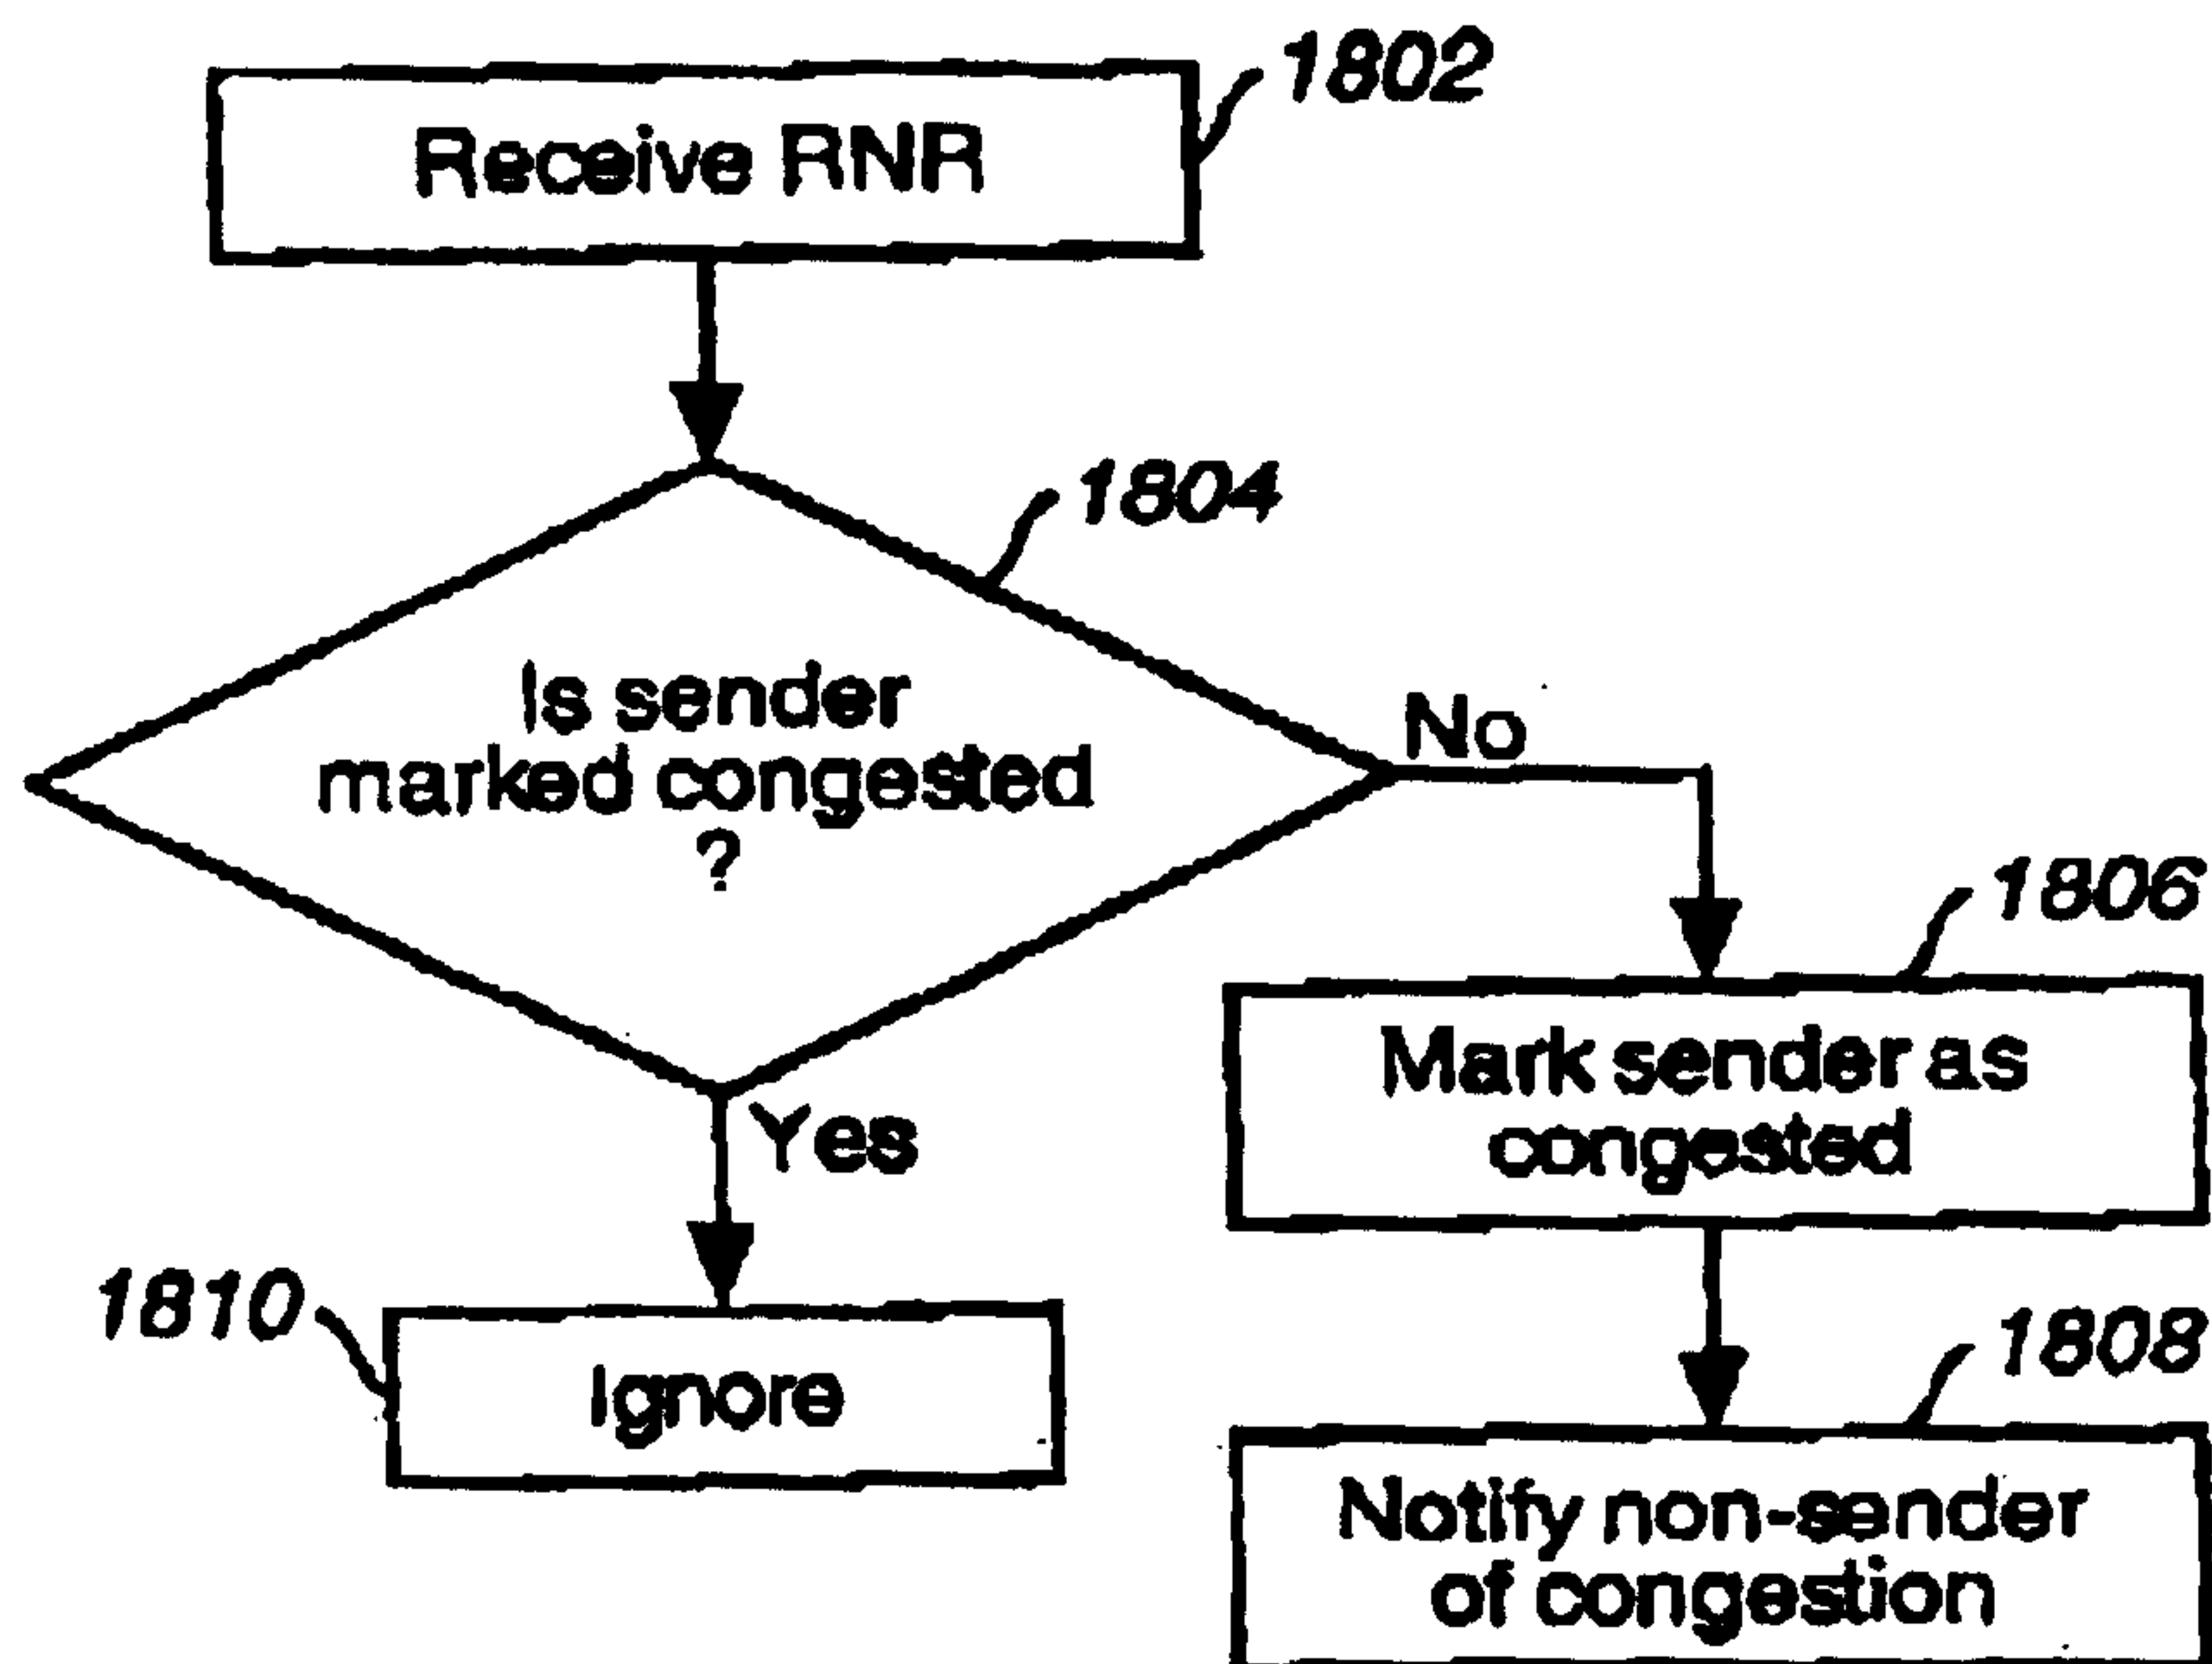 Receive RNR
1802
1804
Is sender
marked congested
?
No
1806
Mark sender as
congested
Yes
1810
Ignore
1808
Notify non-sender
of congestion